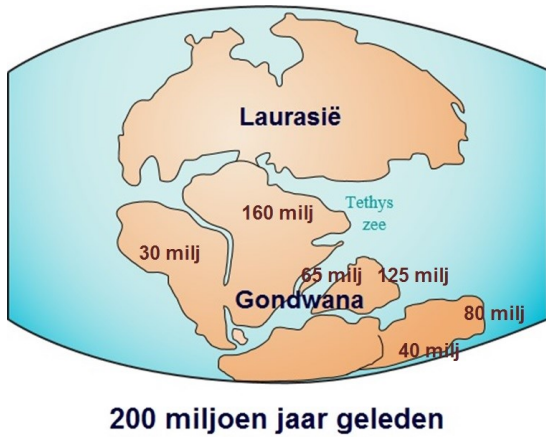 Laurasië
Tethys
zee
160 milj
30 milj
65 milj
125 milj
Gondwana
80 milj
40 milj
200 miljoen jaar geleden